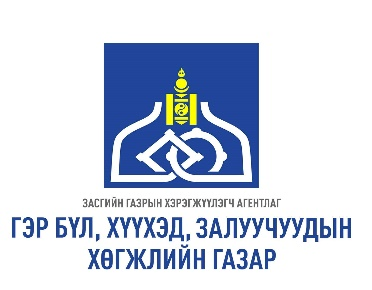 ЗАСГИЙН ГАЗРЫН ХЭРЭГЖҮҮЛЭГЧ АГЕНТЛАГ
ГЭР БҮЛ, ХҮҮХЭД, ЗАЛУУЧУУДЫН
ХӨГЖЛИЙН ГАЗАР